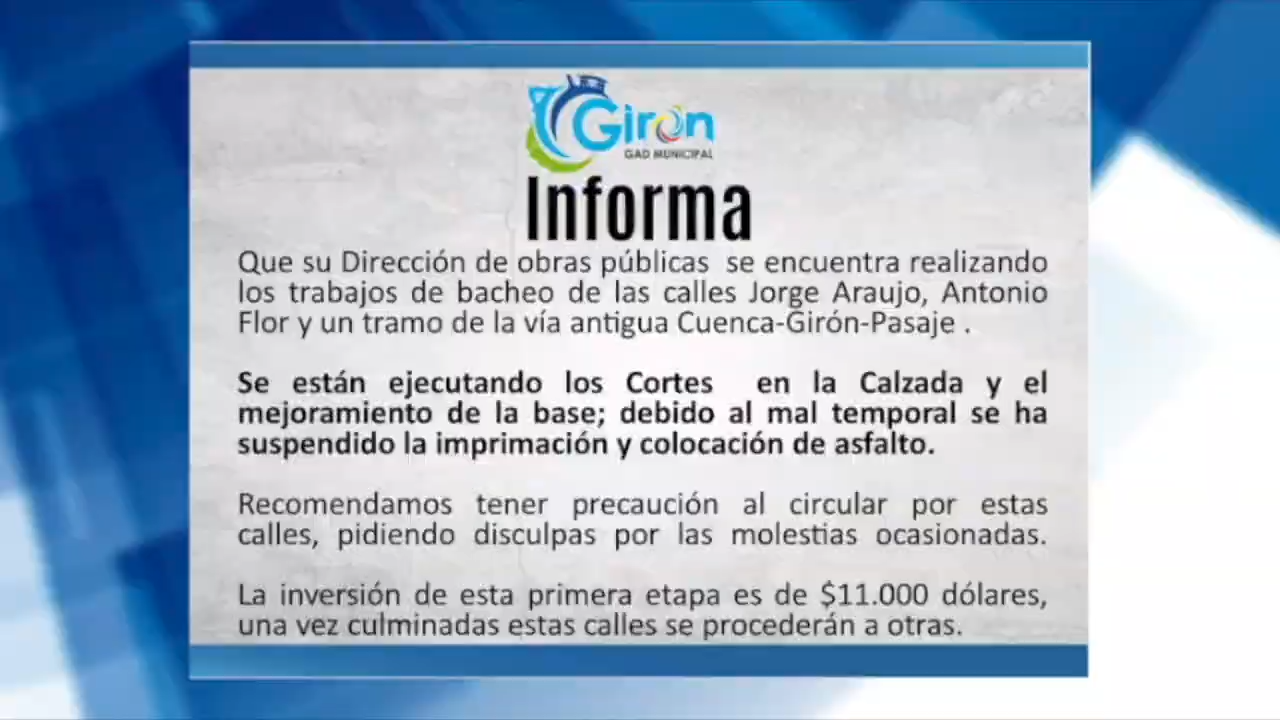 Girón
GAD MUNICIPAL
Informa
Que su Dirección de obras públicas se encuentra realizando
los trabajos de bacheo de las calles Jorge Araujo, Antonio
Flor y un tramo de la vía antigua Cuenca-Girón-Pasaje .
Se están ejecutando los Cortes en la Calzada y el
mejoramiento de la base; debido al mal temporal se ha
suspendido la imprimación y colocación de asfalto.
Recomendamos tener precaución al circular por estas
calles, pidiendo disculpas por las molestias ocasionadas.
La inversión de esta primera etapa es de $11.000 dólares,
una vez culminadas estas calles se procederán a otras.